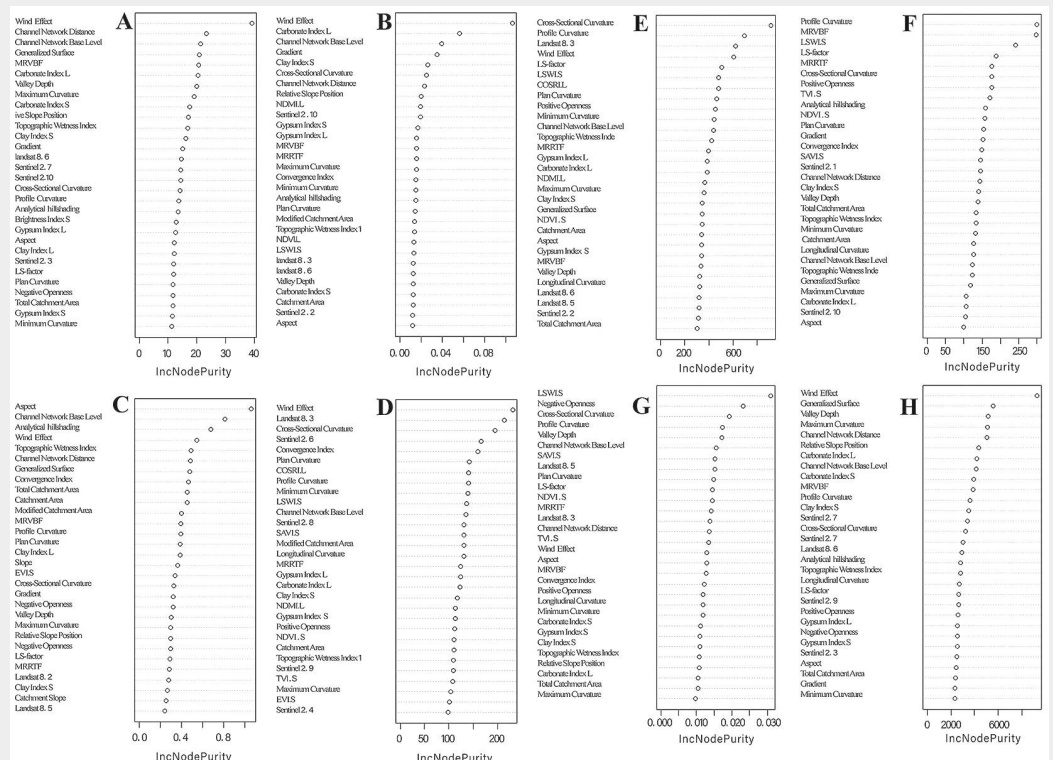 A
Wind Effect
Channel Network Distance
Channel Network Base Level
Generalized Surface
MRVBF
Carbonate Index L
Valley Depth
Maximum Curvature
Carbonate Index S
ive Slope Position
Topographic Wetness Index
Clay Index S
Gradient
landsat 8. 6
Sentinel 2. 7
Sentinel 2.10
Cross-Sectional Curvature
Profile Curvature
Analytical hillshading
Brightness Index S
Gypsum Index L
Aspect
Clay Index L
Sentinel 2. 3
LS-factor
Plan Curvature
Negative Openness
Total Catchment Area
Gypsum Index S
Minimum Curvature
0 10 20 30 40
IncNodePurity
B
Wind Effect
Carbonate Index L
Channel Network Base Level
Gradient
Clay Index S
Cross-Sectional Curvature
Channel Network Distance
Relative Slope Position
NDMI.L
Sentinel 2. 10
Gypsum Index S
Gypsum Index L
MRVBF
MRRTF
Maximum Curvature
Convergence Index
Minimum Curvature
Analytical hillshading
Plan Curvature
Modified Catchment Area
Topographic Wetness Index 1
NDVI.L
LSWI.S
landsat 8 . 3
landsat 8 . 6
Valley Depth
Carbonate Index S
Catchment Area
Sentinel 2 . 2
Aspect
0.00 0.04 0.08
IncNodePurity
E
Cross-Sectional Curvature
Profile Curvature
Landsat 8. 3
Wind Effect
LS-factor
LSWI.S
COSRI.L
Plan Curvature
Positive Openness
Minimum Curvature
Channel Network Base Level
Topographic Wetness Inde
MRRTF
Gypsum Index L
Carbonate Index L
NDMI.L
Maximum Curvature
Clay Index S
Generalized Surface
NDVI. S
Catchment Area
Aspect
Gypsum Index S
MRVBF
Valley Depth
Longitudinal Curvature
Landsat 8. 6
Landsat 8. 5
Sentinel 2. 2
Total Catchment Area
0 200 600
IncNodePurity
F
Profile Curvature
MRVBF
LSWI.S
LS-factor
MRRTF
Cross-Sectional Curvature
Positive Openness
TVI . S
Analytical hillshading
NDVI . S
Plan Curvature
Gradient
Convergence Index
SAVI.S
Sentinel 2. 1
Channel Network Distance
Clay Index S
Valley Depth
Total Catchment Area
Topographic Wetness Index
Minimum Curvature
Catchment Area
Longitudinal Curvature
Channel Network Base Level
Topographic Wetness Inde
Generalized Surface
Maximum Curvature
Carbonate Index L
Sentinel 2. 10
Aspect
0 50 150 250
IncNodePurity
C
Aspect
Channel Network Base Level
Analytical hillshading
Wind Effect
Topographic Wetness Index
Channel Network Distance
Generalized Surface
Convergence Index
Total Catchment Area
Catchment Area
Modified Catchment Area
MRVBF
Profile Curvature
Plan Curvature
Clay Index L
Slope
EVI.S
Cross-Sectional Curvature
Gradient
Negative Openness
Valley Depth
Maximum Curvature
Relative Slope Position
Negative Openness
LS-factor
MRRTF
Landsat 8. 2
Clay Index S
Catchment Slope
Landsat 8. 5
0.0 0.4 0.8
IncNodePurity
D
Wind Effect
Landsat 8. 3
Cross-Sectional Curvature
Sentinel 2. 6
Convergence Index
Plan Curvature
COSRI.L
Profile Curvature
Minimum Curvature
LSWI.S
Channel Network Base Level
Sentinel 2. 8
SAVI.S
Modified Catchment Area
Longitudinal Curvature
MRRTF
Gypsum Index L
Carbonate Index L
Clay Index S
NDMI.L
Gypsum Index S
Positive Openness
NDVI . S
Catchment Area
Topographic Wetness Index 1
Sentinel 2. 9
TVI. S
Maximum Curvature
EVI.S
Sentinel 2. 4
0 50 100 200
IncNodePurity
G
LSWI.S
Negative Openness
Cross-Sectional Curvature
Profile Curvature
Valley Depth
Channel Network Base Level
SAVI.S
Landsat 8. 5
Plan Curvature
LS-factor
NDVI. S
MRRTF
Landsat 8. 3
Channel Network Distance
TVI. S
Wind Effect
Aspect
MRVBF
Convergence Index
Positive Openness
Longitudinal Curvature
Minimum Curvature
Carbonate Index S
Gypsum Index S
Clay Index S
Topographic Wetness Index
Relative Slope Position
Carbonate Index L
Total Catchment Area
Maximum Curvature
0.000 0.010 0.020 0.030
IncNodePurity
H
Wind Effect
Generalized Surface
Valley Depth
Maximum Curvature
Channel Network Distance
Relative Slope Position
Carbonate Index L
Channel Network Base Level
Carbonate Index S
MRVBF
Profile Curvature
Clay Index S
Sentinel 2. 7
Cross-Sectional Curvature
Sentinel 2. 7
Landsat 8. 6
Analytical hillshading
Topographic Wetness Index
Longitudinal Curvature
LS-factor
Sentinel 2. 9
Positive Openness
Gypsum Index L
Negative Openness
Gypsum Index S
Sentinel 2. 3
Aspect
Total Catchment Area
Gradient
Minimum Curvature
0 2000 6000
IncNodePurity